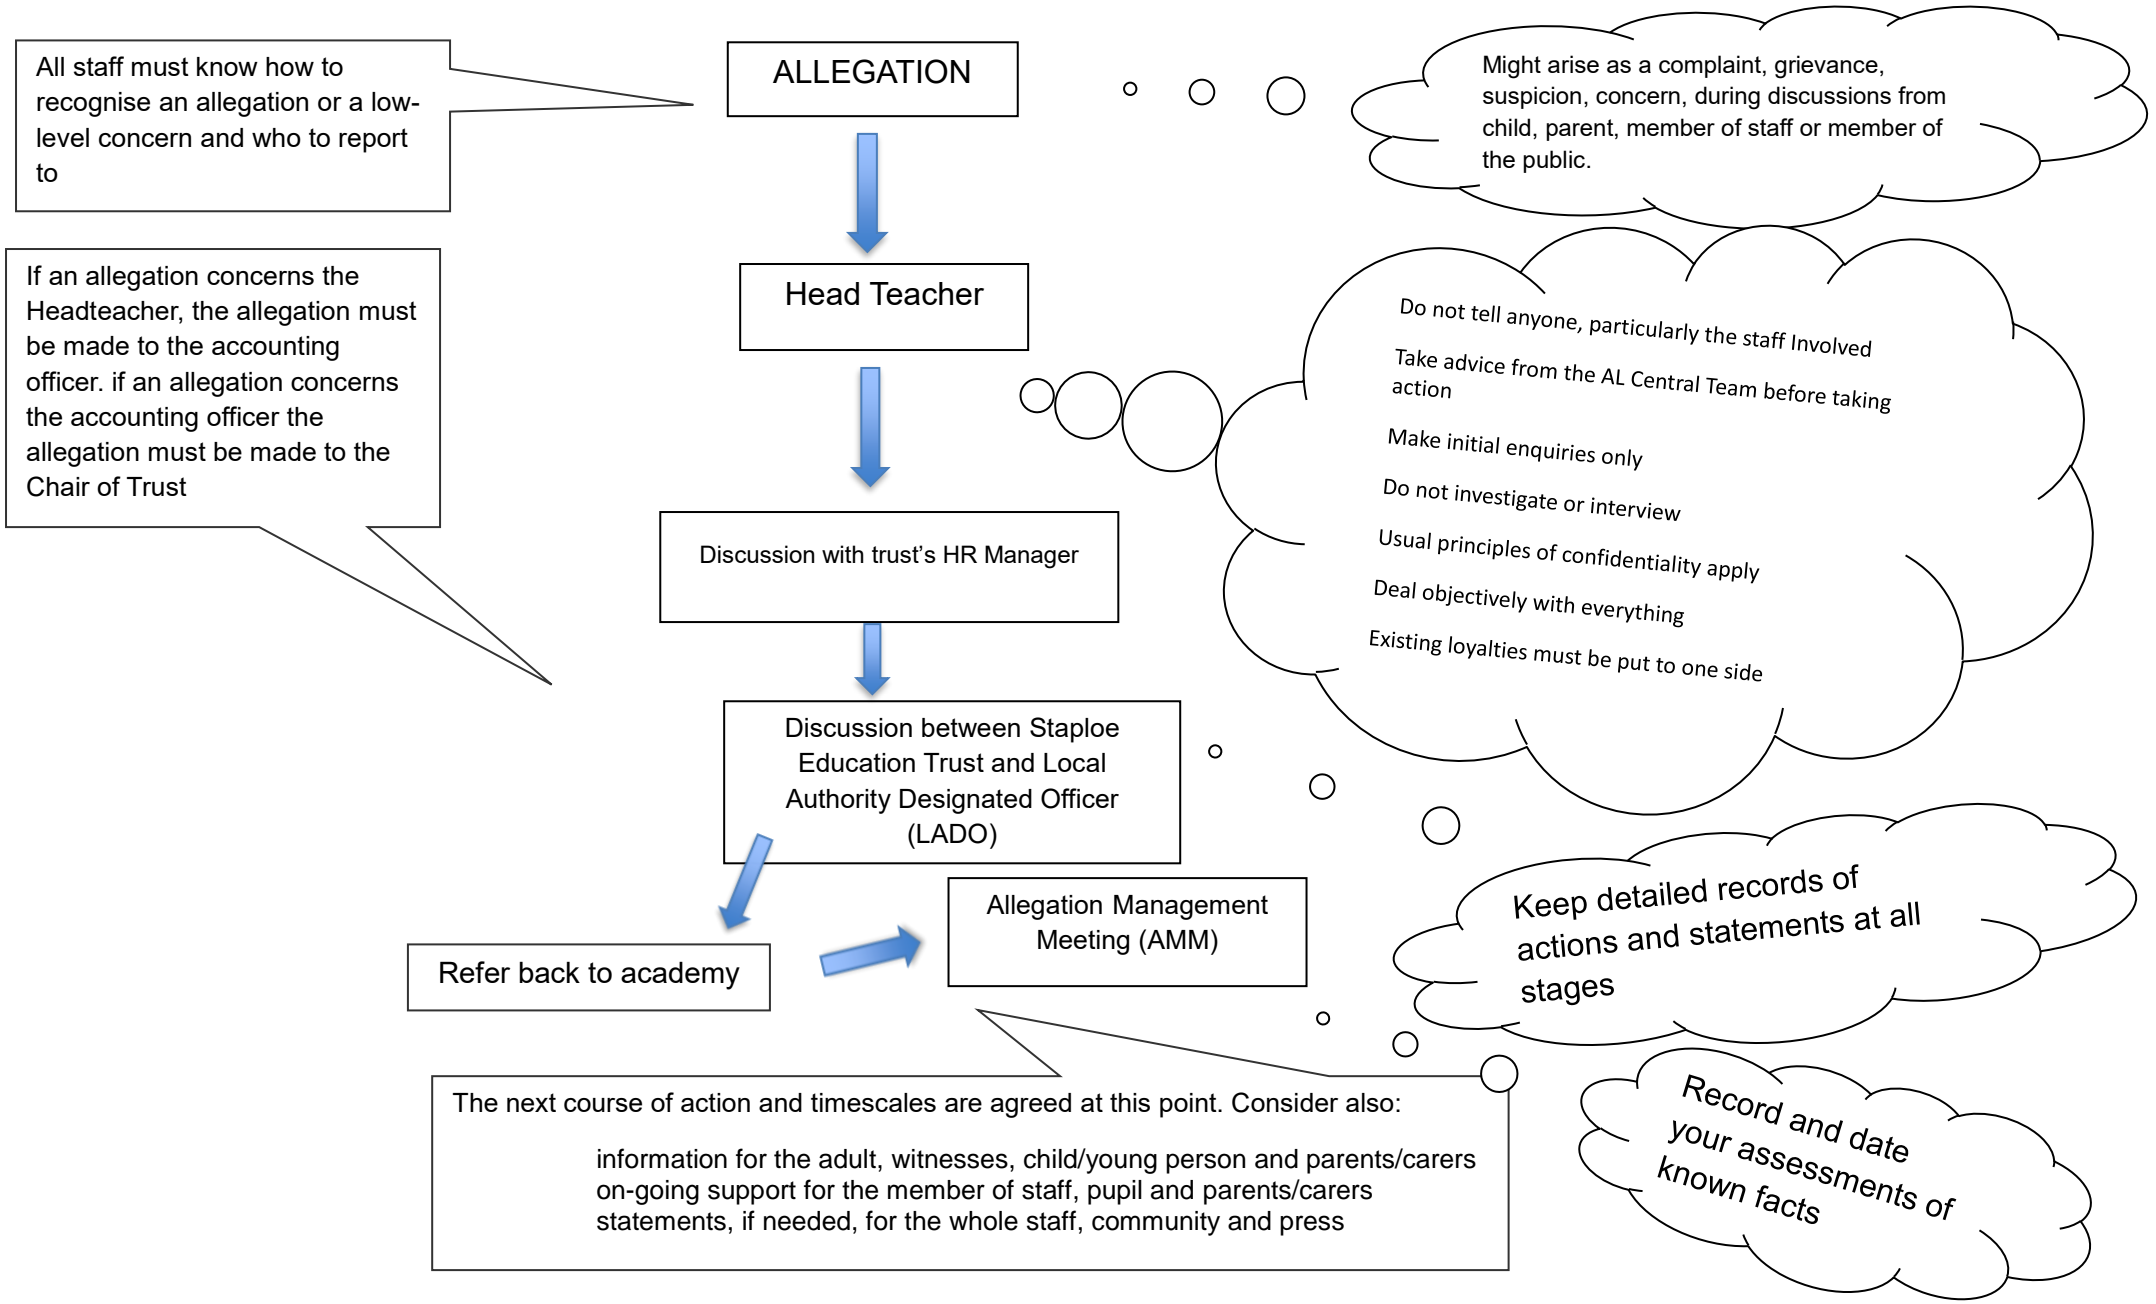 All staff must know how to
recognise an allegation or a low-
level concern and who to report
to
ALLEGATION
Might arise as a complaint, grievance,
suspicion, concern, during discussions from
child, parent, member of staff or member of
the public.
If an allegation concerns the
Headteacher, the allegation must
be made to the accounting
officer. if an allegation concerns
the accounting officer the
allegation must be made to the
Chair of Trust
Head Teacher
Do not tell anyone, particularly the staff Involved
Take advice from the AL Central Team before taking
action
Make initial enquiries only
Do not investigate or interview
Usual principles of confidentiality apply
Deal objectively with everything
Existing loyalties must be put to one side
Discussion with trust’s HR Manager
Discussion between Staploe
Education Trust and Local
Authority Designated Officer
(LADO)
Keep detailed records of
actions and statements at all
stages
Allegation Management
Meeting (AMM)
Refer back to academy
The next course of action and timescales are agreed at this point. Consider also:
information for the adult, witnesses, child/young person and parents/carers
on-going support for the member of staff, pupil and parents/carers
statements, if needed, for the whole staff, community and press
Record and date
your assessments of
known facts